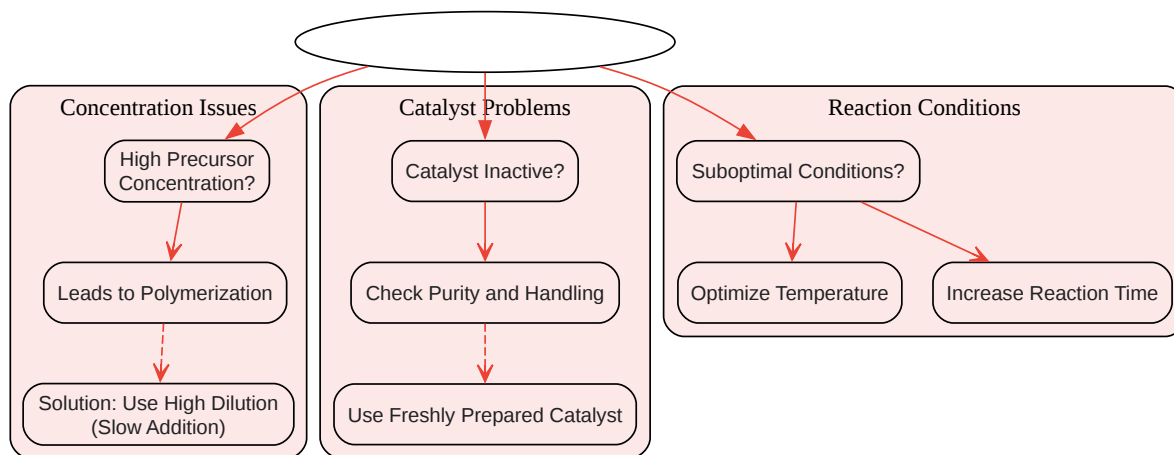 Concentration Issues
Catalyst Problems
Reaction Conditions
High Precursor
Concentration?
Catalyst Inactive?
Suboptimal Conditions?
Leads to Polymerization
Check Purity and Handling
Optimize Temperature
Increase Reaction Time
Solution: Use High Dilution
(Slow Addition)
Use Freshly Prepared Catalyst